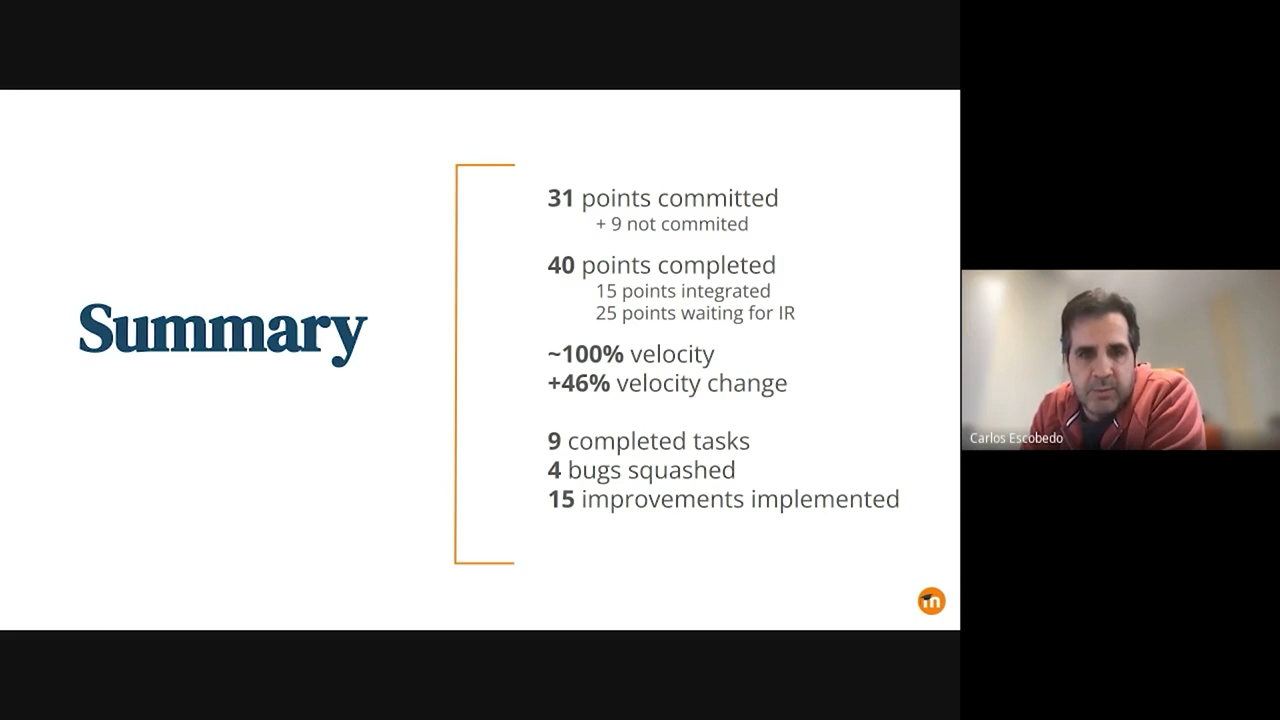 Summary
31 points committed
+ 9 not commited
40 points completed
15 points integrated
25 points waiting for IR
~100% velocity
+46% velocity change
9 completed tasks
4 bugs squashed
15 improvements implemented
m
Carlos Escobedo